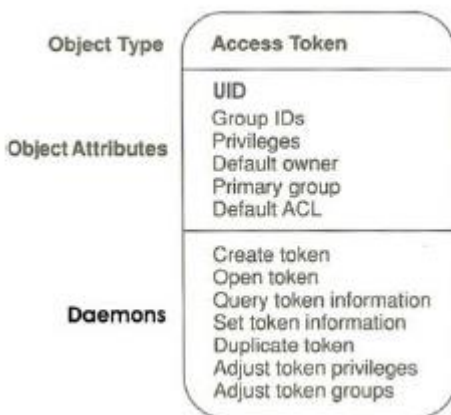 Object Type
Access Token
Object Attributes
UID
Group IDs
Privileges
Default owner
Primary group
Default ACL
Daemons
Create token
Open token
Query token information
Set token information
Duplicate token
Adjust token privileges
Adjust token groups